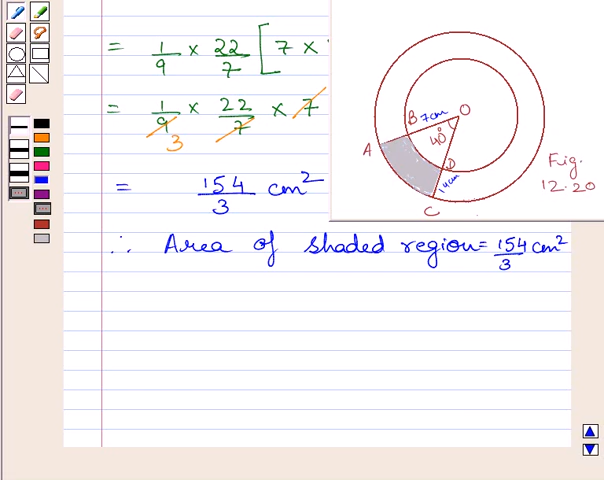 = 1/9 × 22/7 [ 7 ×
= 1/9 × 22/7 × 7
3
= 154/3 cm²
∴ Area of shaded region = 154/3 cm²
B 7cm O
40°
A
D
14cm
C
Fig.
12.20